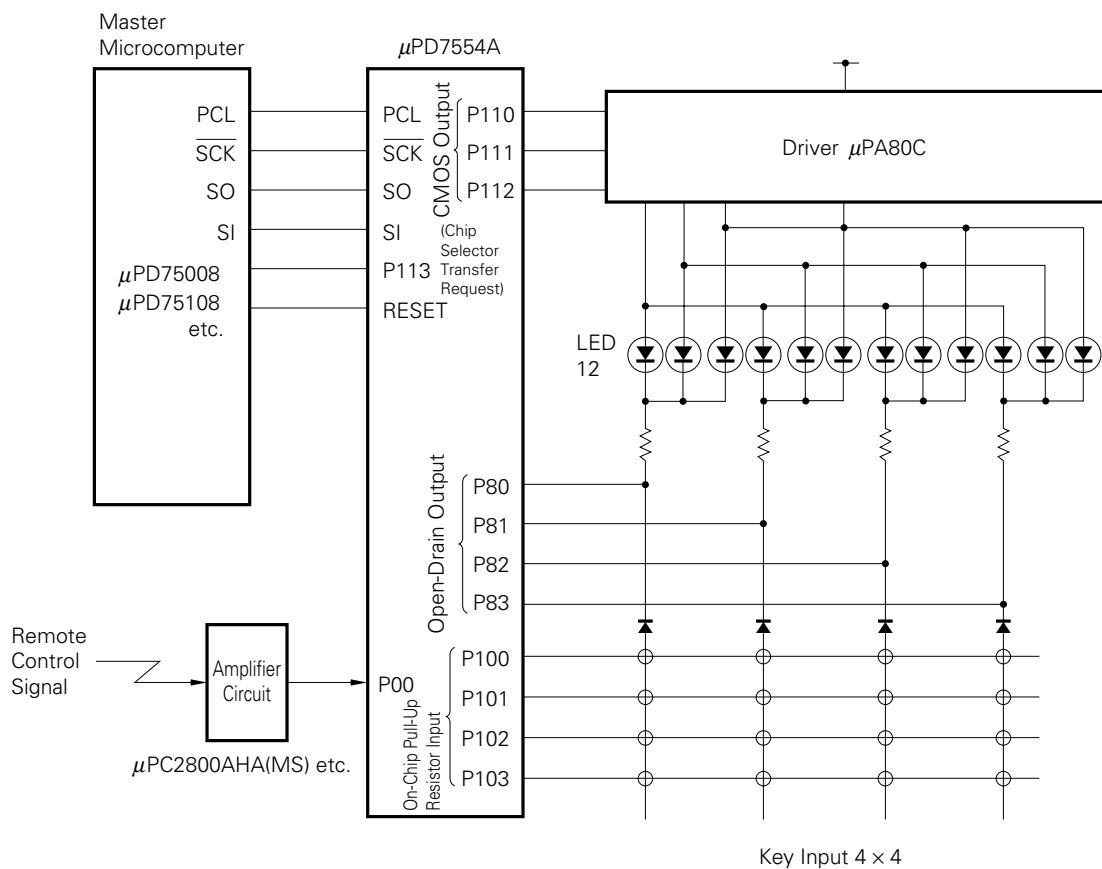 Master
Microcomputer
PCL
SCK
SO
SI
μPD75008
μPD75108
etc.
μPD7554A
PCL
SCK
SO
SI
P113
RESET
CMOS Output
P110
P111
P112
(Chip
Selector
Transfer
Request)
Driver μPA80C
LED
12
Open-Drain Output
P80
P81
P82
P83
Remote
Control
Signal
Amplifier
Circuit
μPC2800AHA(MS) etc.
P00
On-Chip Pull-Up
Resistor Input
P100
P101
P102
P103
Key Input 4 × 4